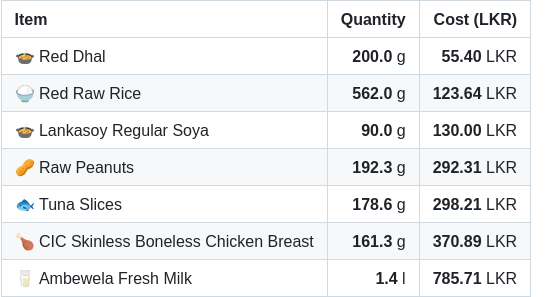 Item Quantity Cost (LKR)
🍲 Red Dhal 200.0 g 55.40 LKR
🍚 Red Raw Rice 562.0 g 123.64 LKR
🍲 Lankasoy Regular Soya 90.0 g 130.00 LKR
🥜 Raw Peanuts 192.3 g 292.31 LKR
🐟 Tuna Slices 178.6 g 298.21 LKR
🍗 CIC Skinless Boneless Chicken Breast 161.3 g 370.89 LKR
🥛 Ambewela Fresh Milk 1.4 l 785.71 LKR